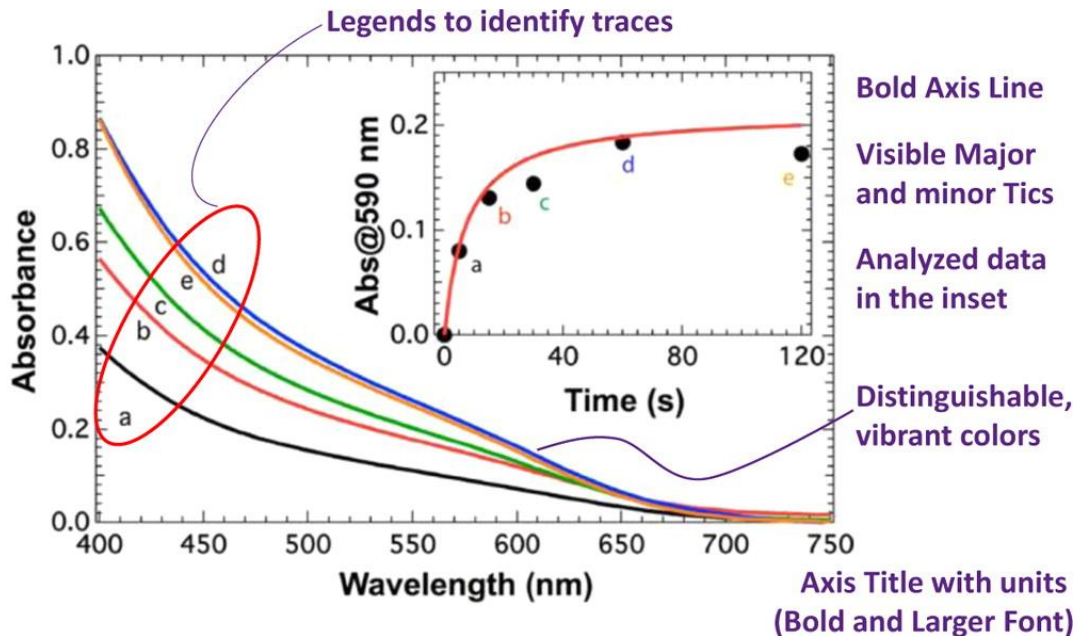 Legends to identify traces
1.0
0.8
0.6
0.4
0.2
0.0
Absorbance
400
450
500
550
600
650
700
750
Wavelength (nm)
a
b
c
e
d
0.2
0.1
0.0
Abs@590 nm
0
40
80
120
Time (s)
a
b
c
d
e
Bold Axis Line
Visible Major
and minor Tics
Analyzed data
in the inset
Distinguishable,
vibrant colors
Axis Title with units
(Bold and Larger Font)